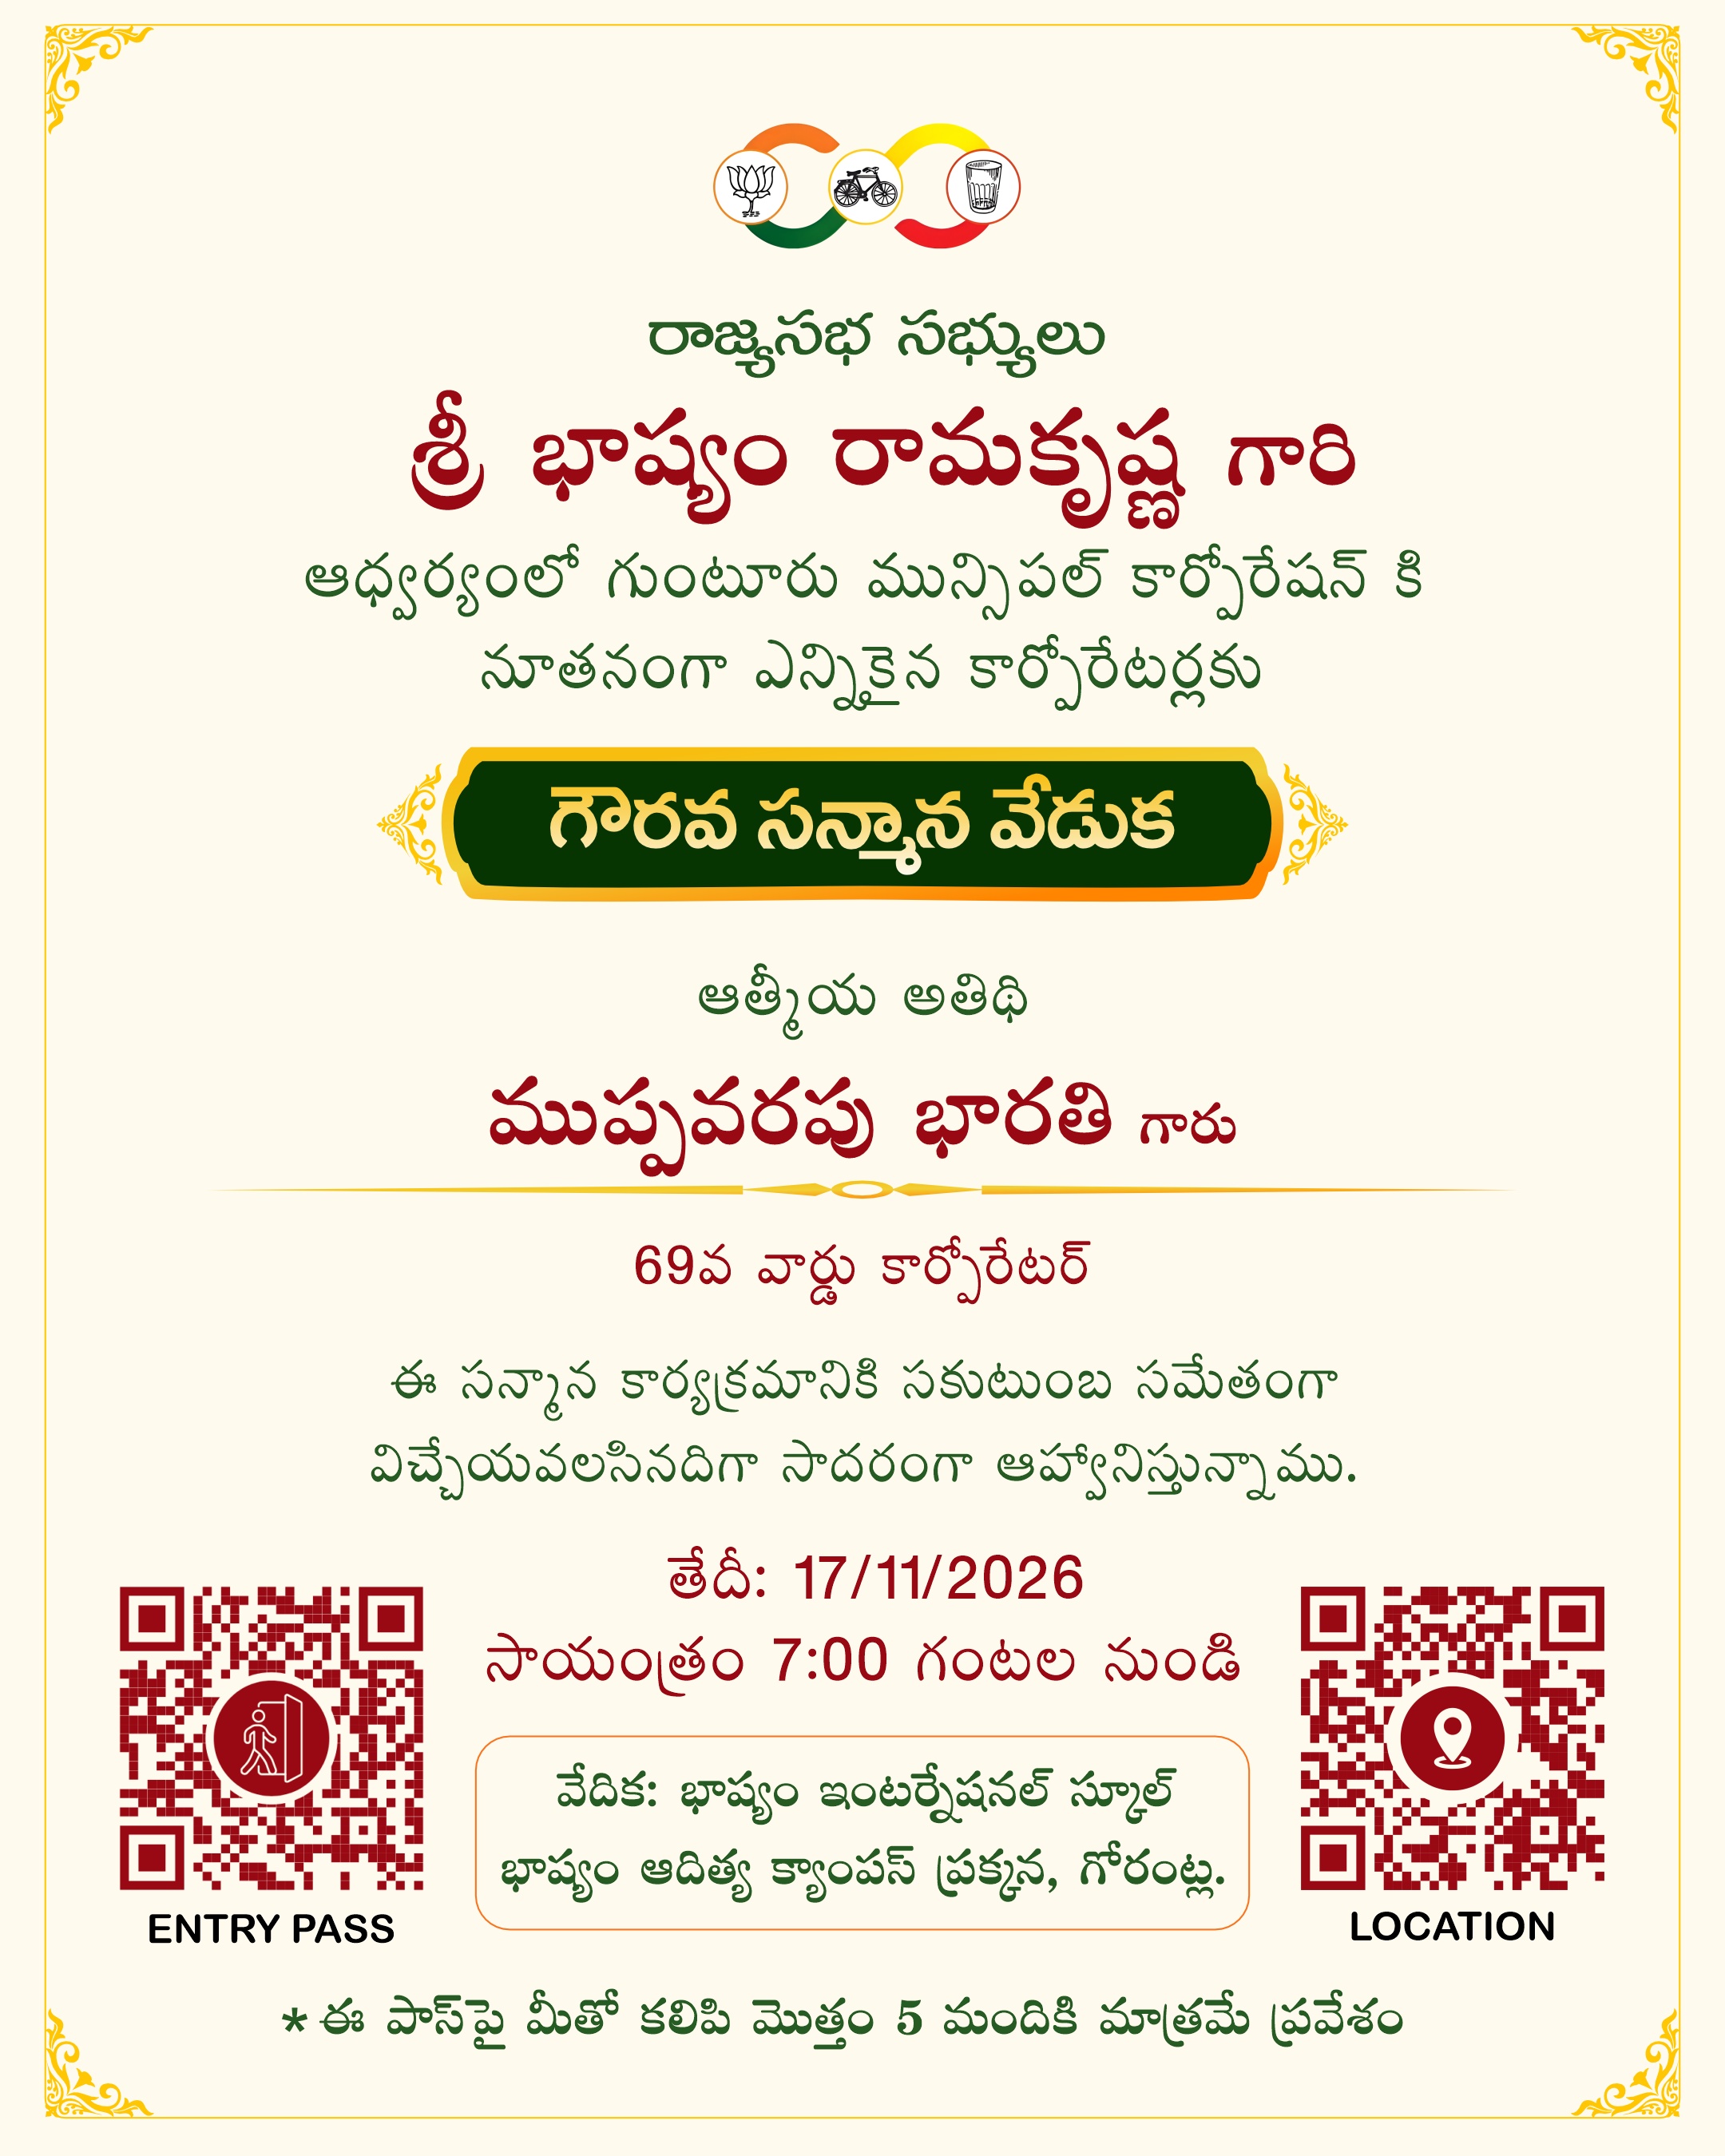 రాజ్యసభ సభ్యులు
శ్రీ భాష్యం రామకృష్ణ గారి
ఆధ్వర్యంలో గుంటూరు మున్సిపల్ కార్పోరేషన్ కి
నూతనంగా ఎన్నికైన కార్పోరేటర్లకు
గౌరవ సన్మాన వేడుక
ఆత్మీయ అతిథి
ముప్పవరపు భారతి గారు
69వ వార్డు కార్పోరేటర్
ఈ సన్మాన కార్యక్రమానికి సకుటుంబ సమేతంగా
విచ్చేయవలసినదిగా సాదరంగా ఆహ్వానిస్తున్నాము.
తేదీ: 17/11/2026
సాయంత్రం 7:00 గంటల నుండి
వేదిక: భాష్యం ఇంటర్నేషనల్ స్కూల్
భాష్యం ఆదిత్య క్యాంపస్ ప్రక్కన, గోరంట్ల.
ENTRY PASS
LOCATION
* ఈ పాస్‌పై మీతో కలిపి మొత్తం 5 మందికి మాత్రమే ప్రవేశం